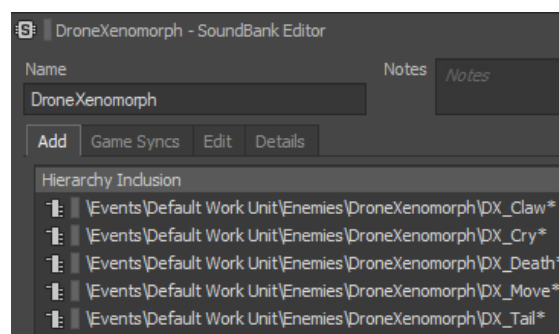 DroneXenomorph - SoundBank Editor
Name
Notes
Notes
DroneXenomorph
Add Game Syncs Edit Details
Hierarchy Inclusion
\Events\Default Work Unit\Enemies\DroneXenomorph\DX_Claw*
\Events\Default Work Unit\Enemies\DroneXenomorph\DX_Cry*
\Events\Default Work Unit\Enemies\DroneXenomorph\DX_Death*
\Events\Default Work Unit\Enemies\DroneXenomorph\DX_Move*
\Events\Default Work Unit\Enemies\DroneXenomorph\DX_Tail*